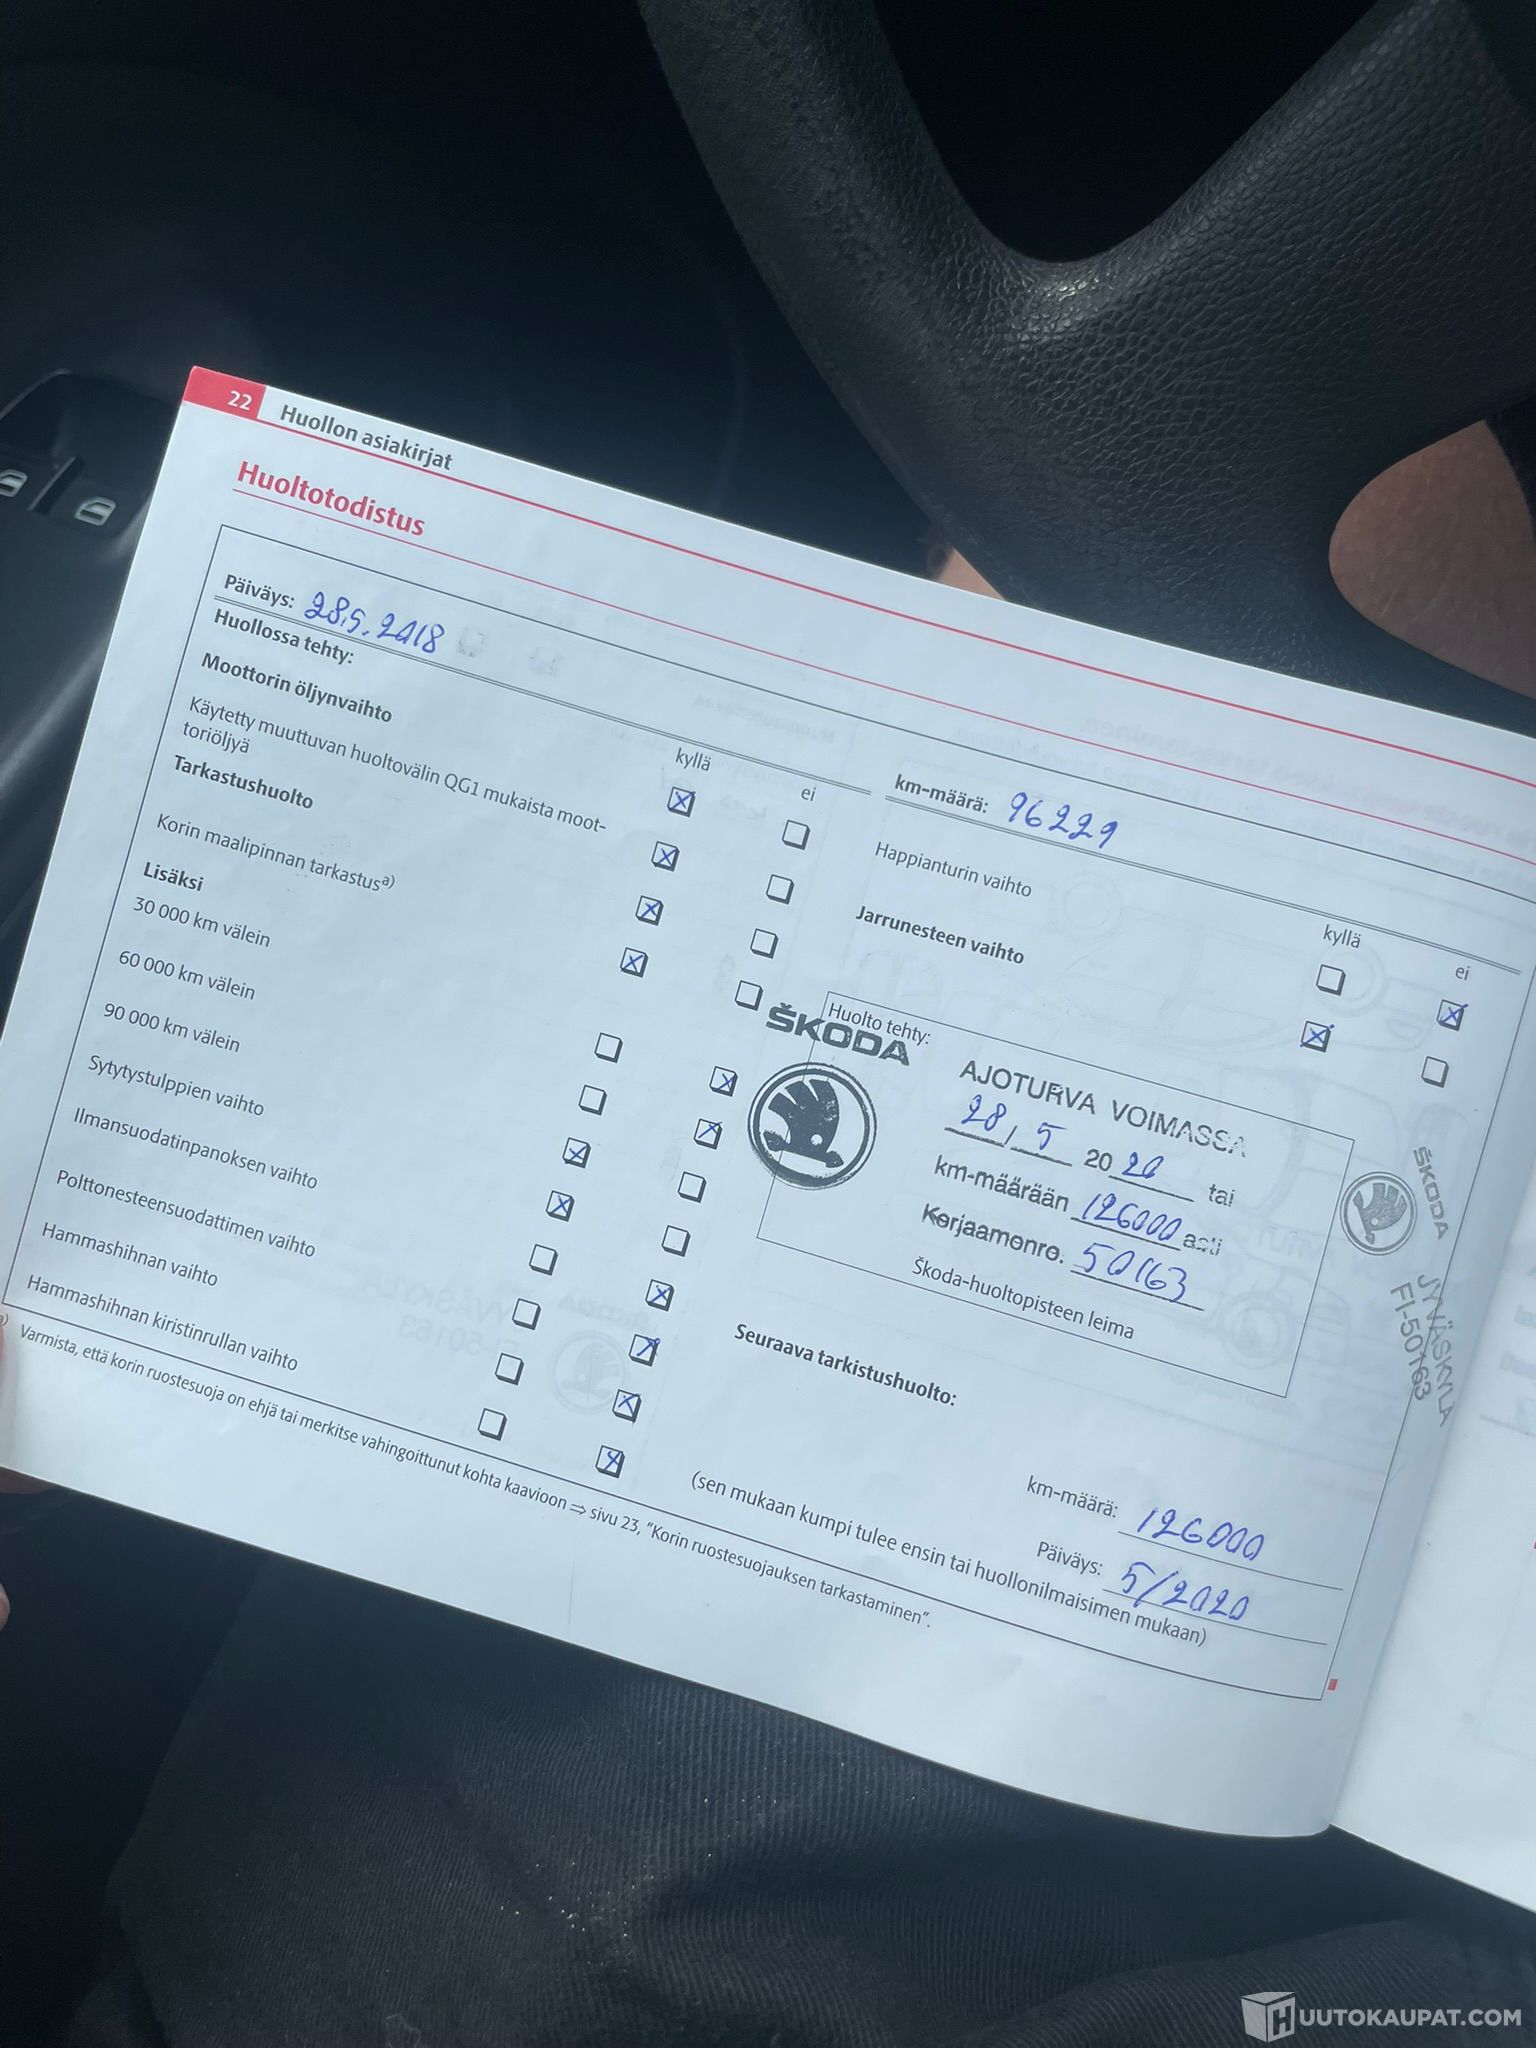 22 Huollon asiakirjat
Huoltotodistus
Päiväys: 28.5.2018
Huollossa tehty:
kyllä ei
Moottorin öljynvaihto
Käytetty muuttuvan huoltovälin QG1 mukaista moot-
toriöljyä
Tarkastushuolto
Korin maalipinnan tarkastus a)
Lisäksi
30 000 km välein
60 000 km välein
90 000 km välein
Sytytystulppien vaihto
Ilmansuodatinpanoksen vaihto
Polttonesteensuodattimen vaihto
Hammashihnan vaihto
Hammashihnan kiristinrullan vaihto
km-määrä: 96229
kyllä ei
Happianturin vaihto
Jarrunesteen vaihto
Huolto tehty:
ŠKODA
AJOTURVA VOIMASSA
28/5 2020 tai
km-määrään 126000 asti
Korjaamonro. 50163
Škoda-huoltopisteen leima
ŠKODA
JYVÄSKYLÄ
FI-50163
Seuraava tarkistushuolto:
km-määrä: 126000
Päiväys: 5/2020
(sen mukaan kumpi tulee ensin tai huollonilmaisimen mukaan)
a) Varmista, että korin ruostesuoja on ehjä tai merkitse vahingoittunut kohta kaavioon ⇒ sivu 23, "Korin ruostesuojauksen tarkastaminen".
HUUTOKAUPAT.COM